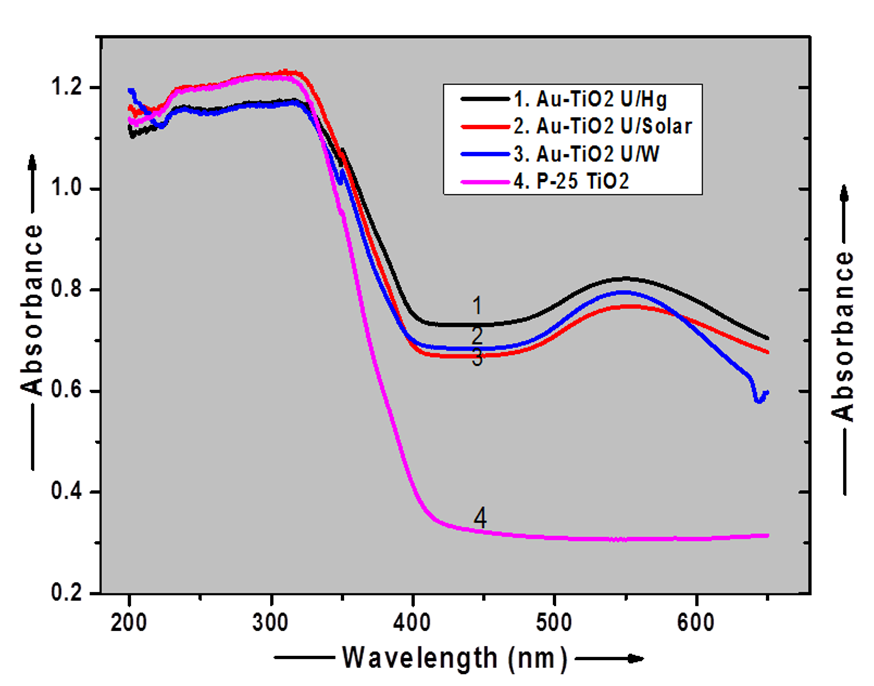 1. Au-TiO2 U/Hg
2. Au-TiO2 U/Solar
3. Au-TiO2 U/W
4. P-25 TiO2
1.2
1.0
0.8
0.6
0.4
0.2
Absorbance
1
2
3
4
Absorbance
200 300 400 500 600
Wavelength (nm)